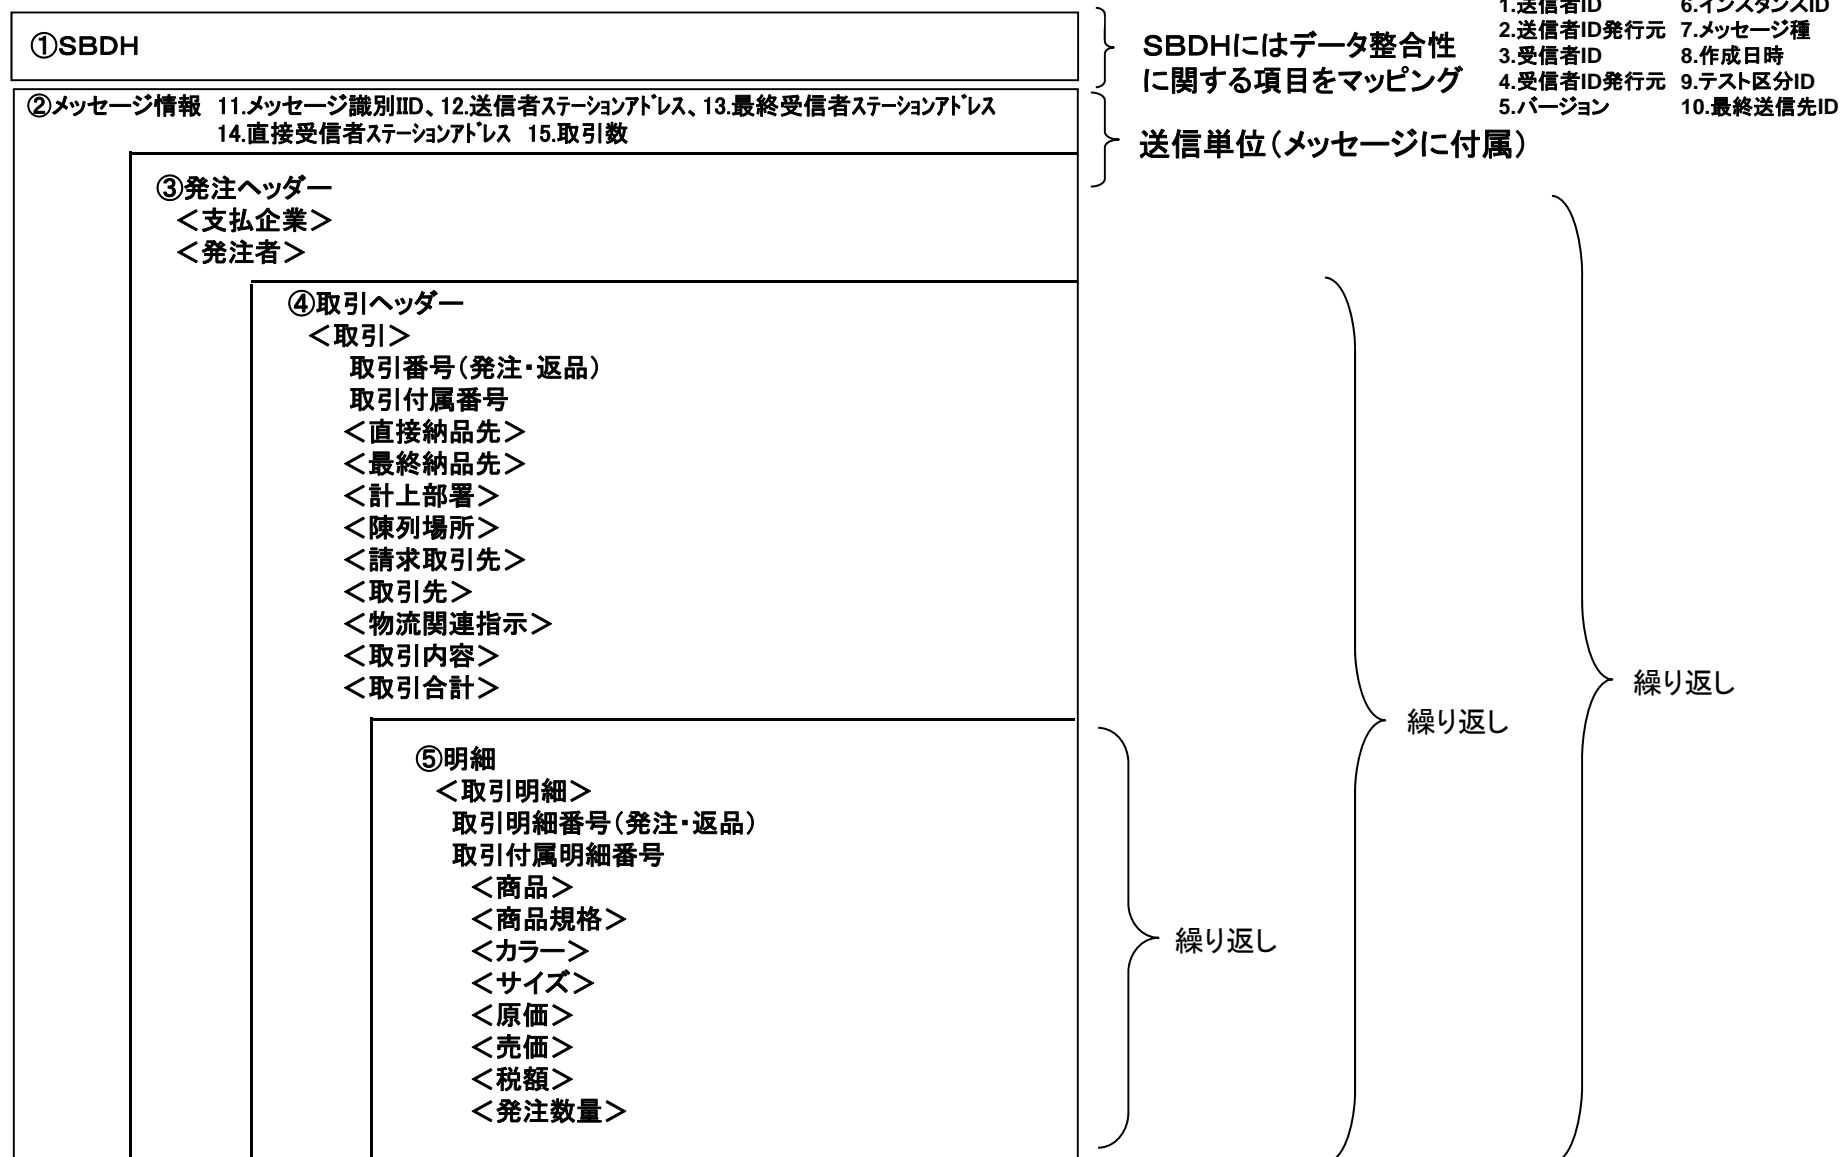 ①SBDH
SBDHにはデータ整合性
に関する項目をマッピング
1.送信者ID 6.インスタンスID
2.送信者ID発行元 7.メッセージ種
3.受信者ID 8.作成日時
4.受信者ID発行元 9.テスト区分ID
5.バージョン 10.最終送信先ID
②メッセージ情報 11.メッセージ識別IID、12.送信者ステーションアドレス、13.最終受信者ステーションアドレス
14.直接受信者ステーションアドレス 15.取引数
送信単位(メッセージに付属)
③発注ヘッダー
＜支払企業＞
＜発注者＞
④取引ヘッダー
＜取引＞
取引番号(発注・返品)
取引付属番号
＜直接納品先＞
＜最終納品先＞
＜計上部署＞
＜陳列場所＞
＜請求取引先＞
＜取引先＞
＜物流関連指示＞
＜取引内容＞
＜取引合計＞
繰り返し
繰り返し
⑤明細
＜取引明細＞
取引明細番号(発注・返品)
取引付属明細番号
＜商品＞
＜商品規格＞
＜カラー＞
＜サイズ＞
＜原価＞
＜売価＞
＜税額＞
＜発注数量＞
繰り返し